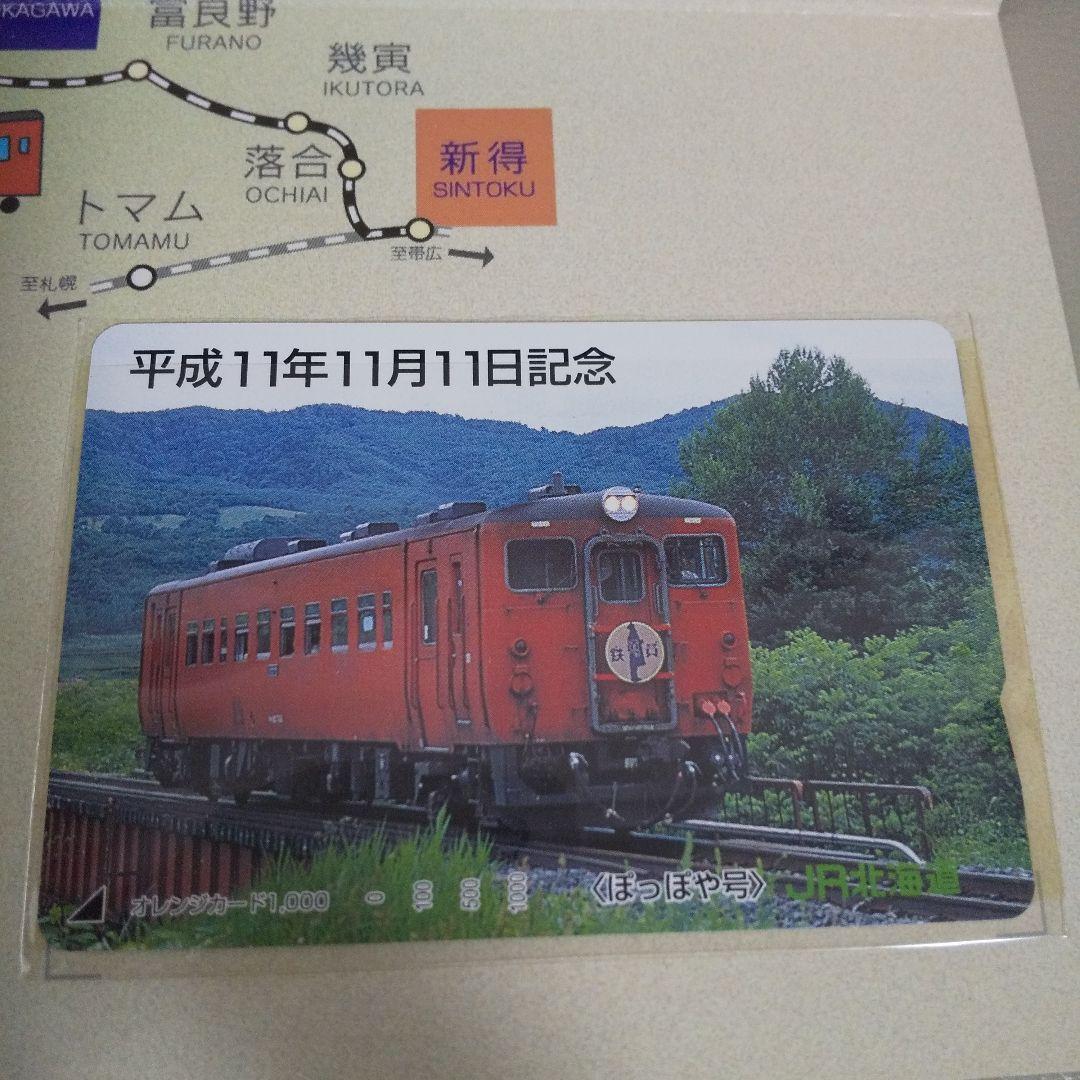 KAGAWA
富良野
FURANO
幾寅
IKUTORA
落合
OCHIAI
新得
SINTOKU
トマム
TOMAMU
至札幌
至帯広
平成11年11月11日記念
鉄道員
オレンジカード1,000
0 100 500 1000
〈ぽっぽや号〉
JR北海道